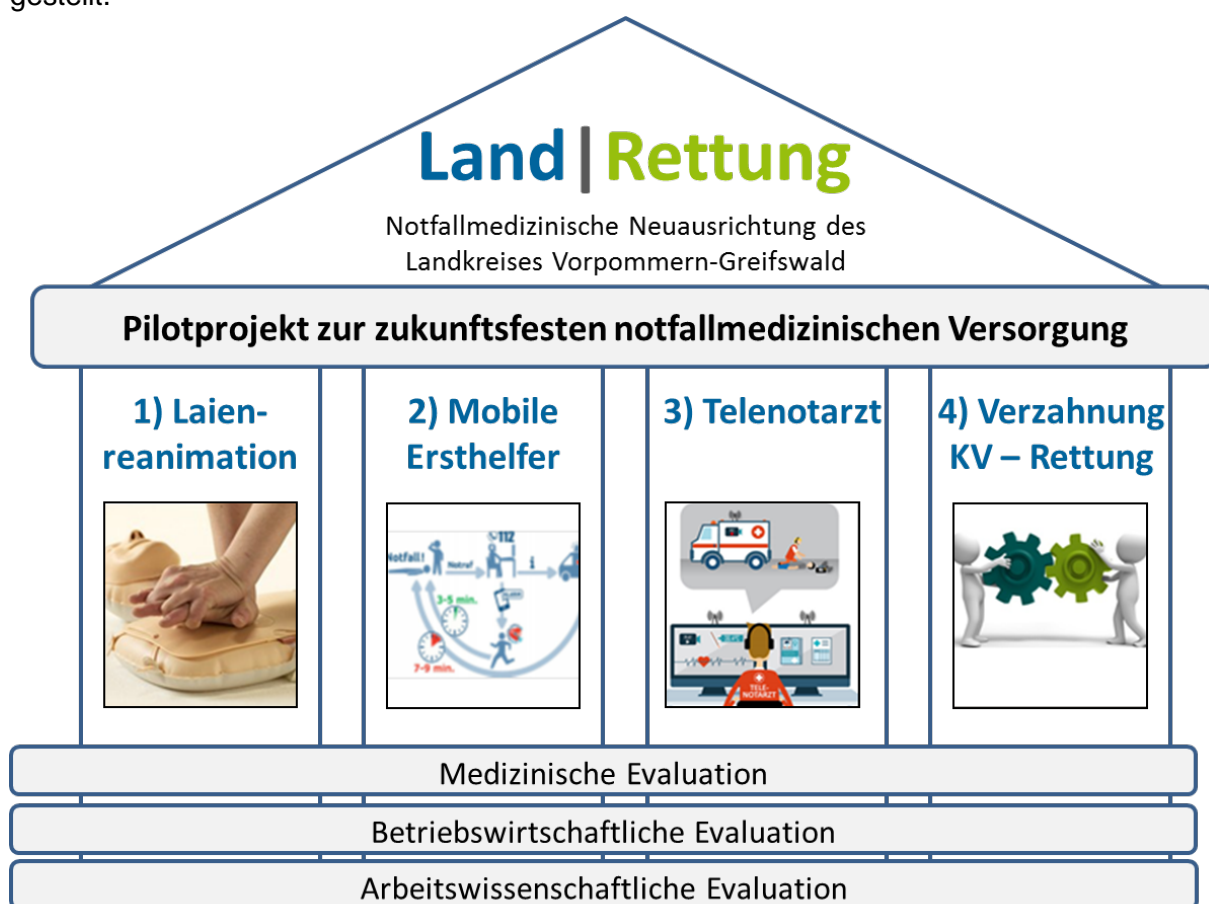 gestellt.
Land|Rettung
Notfallmedizinische Neuausrichtung des
Landkreises Vorpommern-Greifswald
Pilotprojekt zur zukunftsfesten notfallmedizinischen Versorgung
1) Laien-
reanimation
2) Mobile
Ersthelfer
3) Telenotarzt
4) Verzahnung
KV – Rettung
Notfall!
Notruf
112
i
3-5 min.
7-9 min.
TELE-
NOTARZT
Medizinische Evaluation
Betriebswirtschaftliche Evaluation
Arbeitswissenschaftliche Evaluation